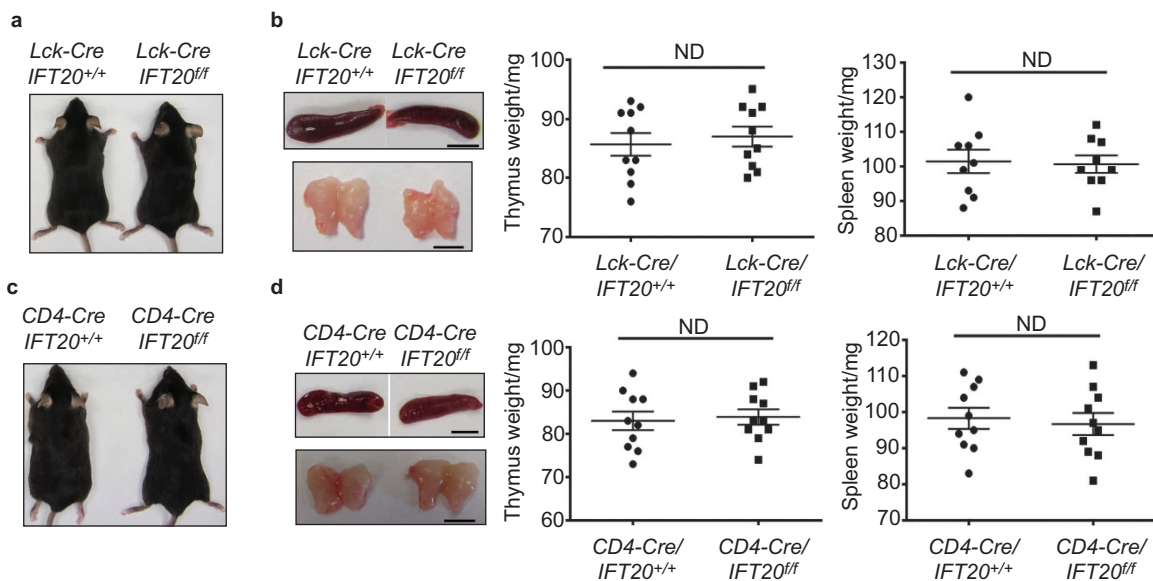 a
Lck-Cre Lck-Cre
IFT20+/+ IFT20f/f
b
Lck-Cre Lck-Cre
IFT20+/+ IFT20f/f
Thymus weight/mg
ND
100
90
80
70
Lck-Cre/ Lck-Cre/
IFT20+/+ IFT20f/f
Spleen weight/mg
ND
130
120
110
100
90
80
Lck-Cre/ Lck-Cre/
IFT20+/+ IFT20f/f
c
CD4-Cre CD4-Cre
IFT20+/+ IFT20f/f
d
CD4-Cre CD4-Cre
IFT20+/+ IFT20f/f
Thymus weight/mg
ND
100
90
80
70
60
CD4-Cre/ CD4-Cre/
IFT20+/+ IFT20f/f
Spleen weight/mg
ND
120
110
100
90
80
70
CD4-Cre/ CD4-Cre/
IFT20+/+ IFT20f/f